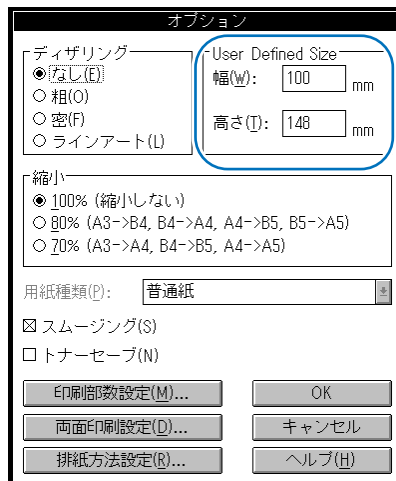 オプション
ディザリング
なし(E)
粗(O)
密(F)
ラインアート(L)
User Defined Size
幅(W): 100 mm
高さ(T): 148 mm
縮小
100% (縮小しない)
80% (A3->B4, B4->A4, A4->B5, B5->A5)
70% (A3->A4, B4->B5, A4->A5)
用紙種類(P): 普通紙
スムージング(S)
トナーセーブ(N)
印刷部数設定(M)... OK
両面印刷設定(D)... キャンセル
排紙方法設定(R)... ヘルプ(H)